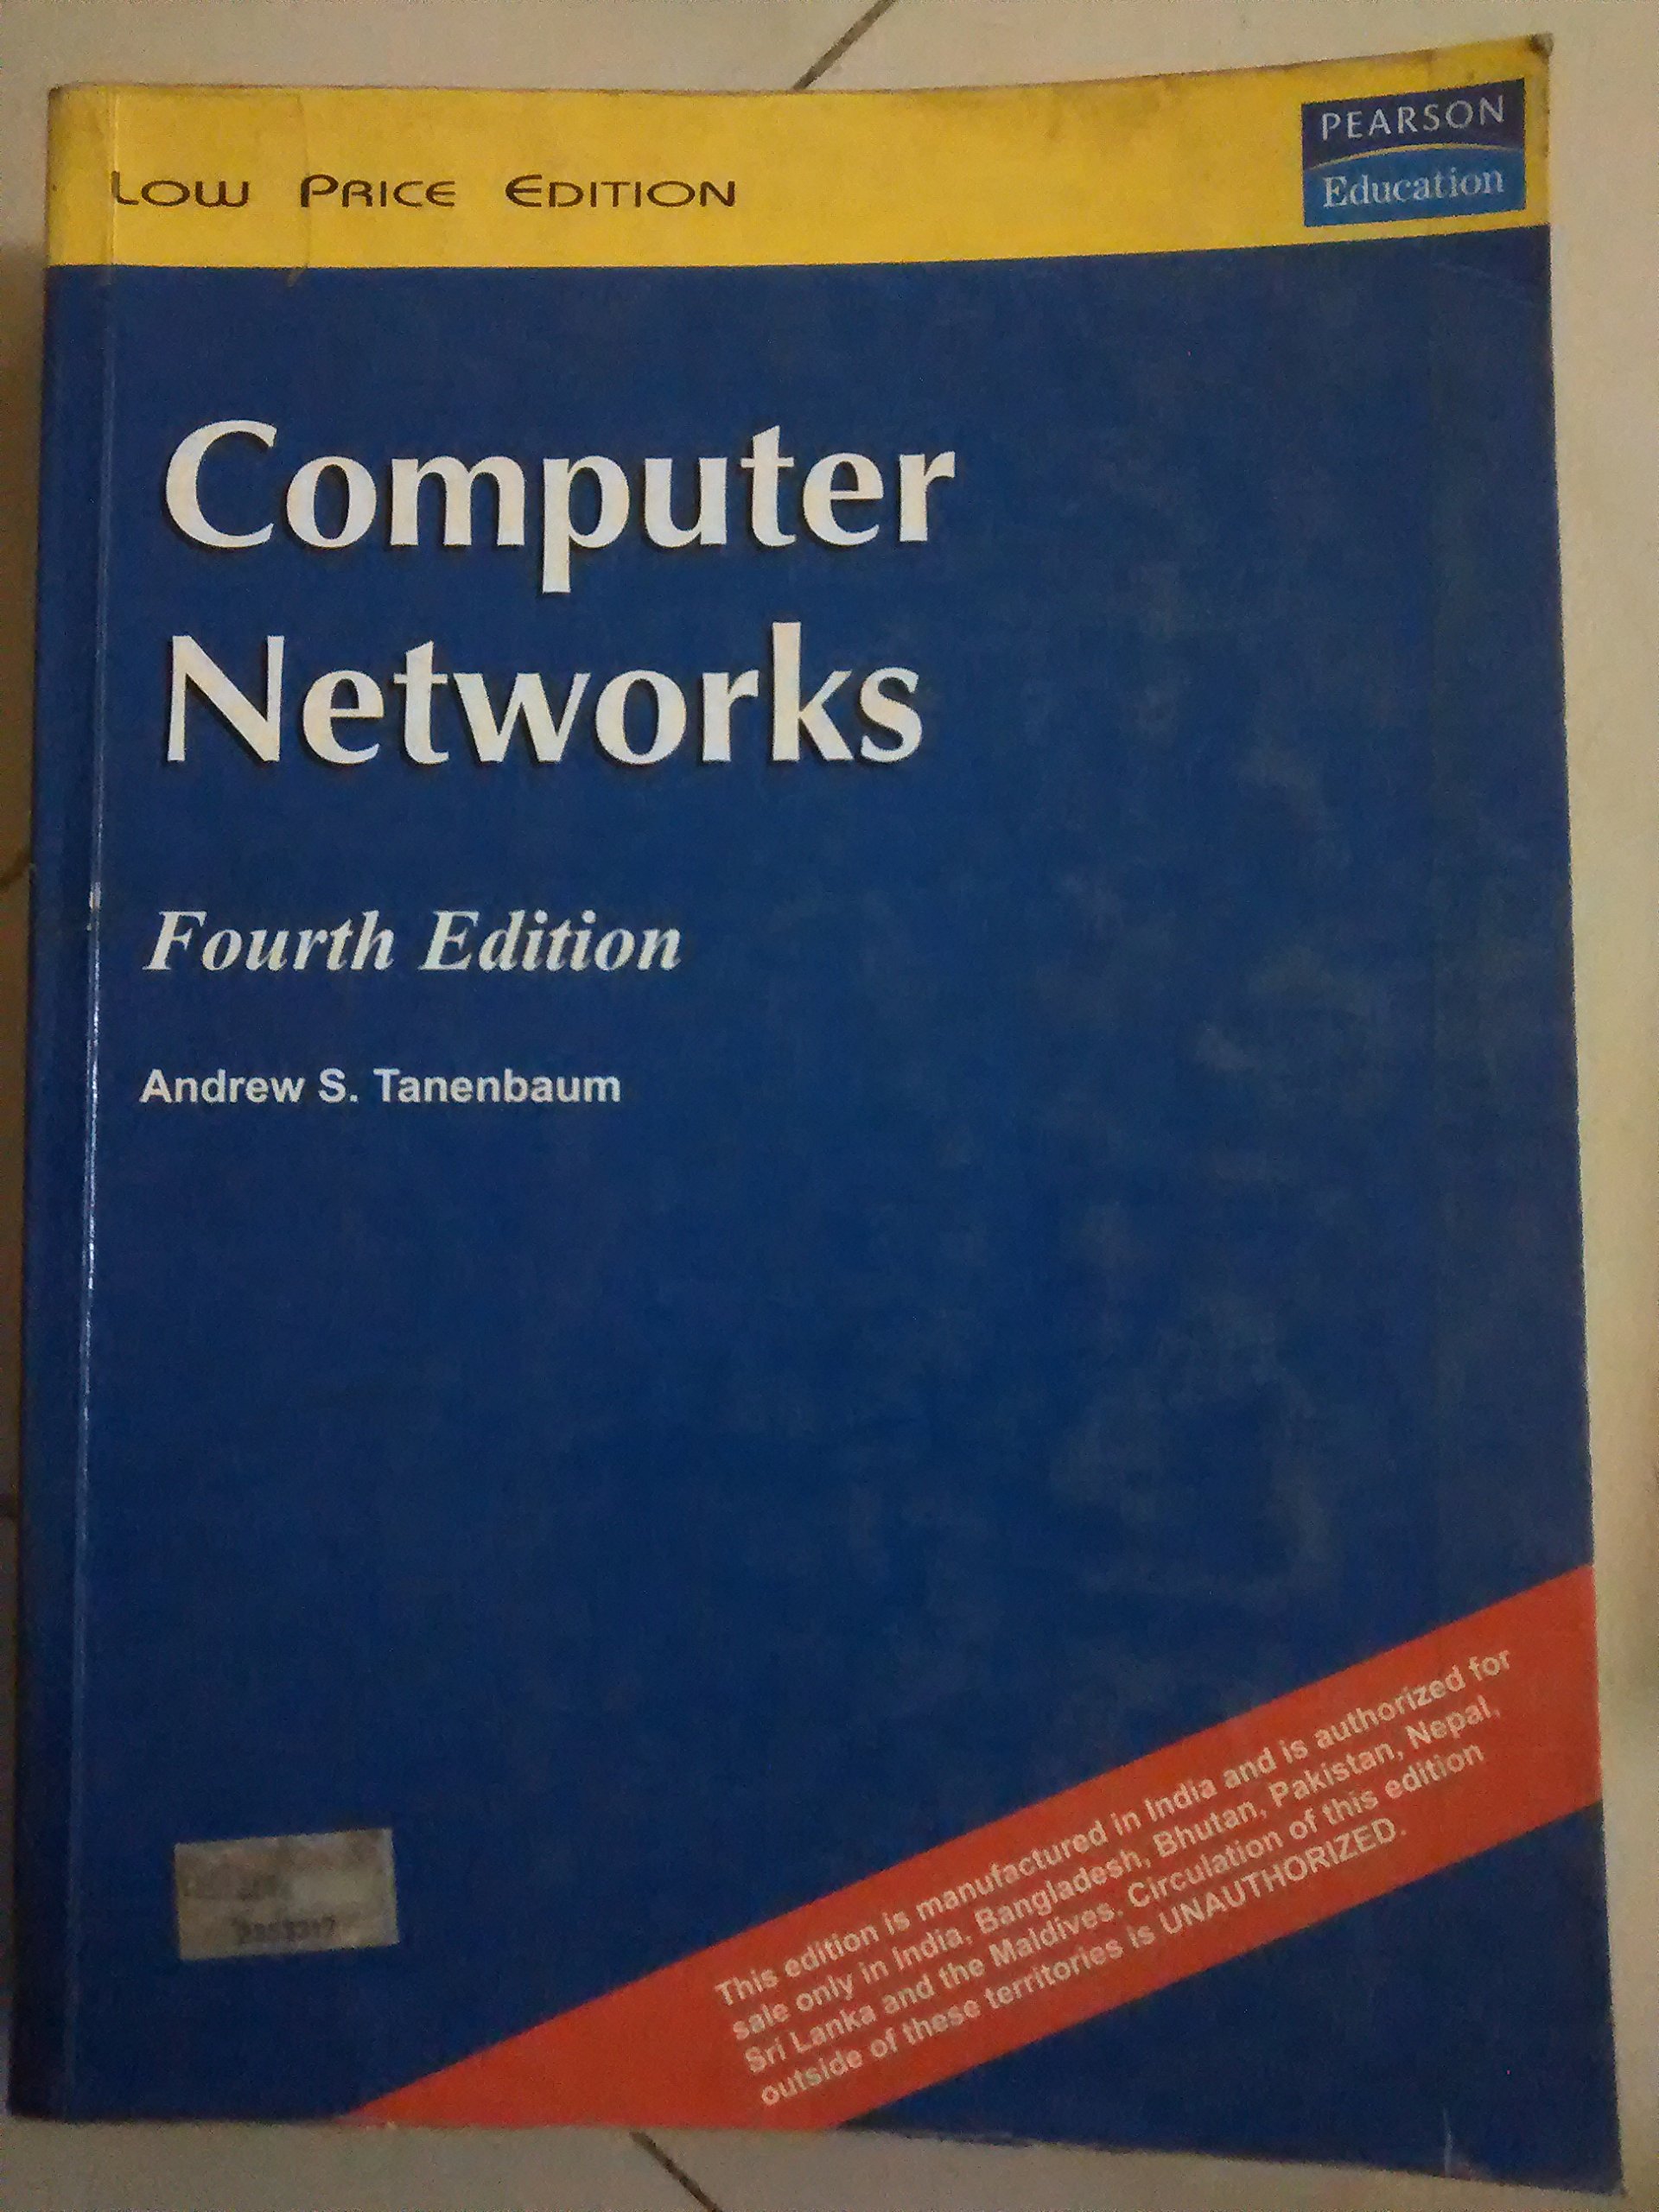 LOW PRICE EDITION
PEARSON
Education
Computer
Networks
Fourth Edition
Andrew S. Tanenbaum
This edition is manufactured in India and is authorized for
sale only in India, Bangladesh, Bhutan, Pakistan, Nepal,
Sri Lanka and the Maldives. Circulation of this edition
outside of these territories is UNAUTHORIZED.